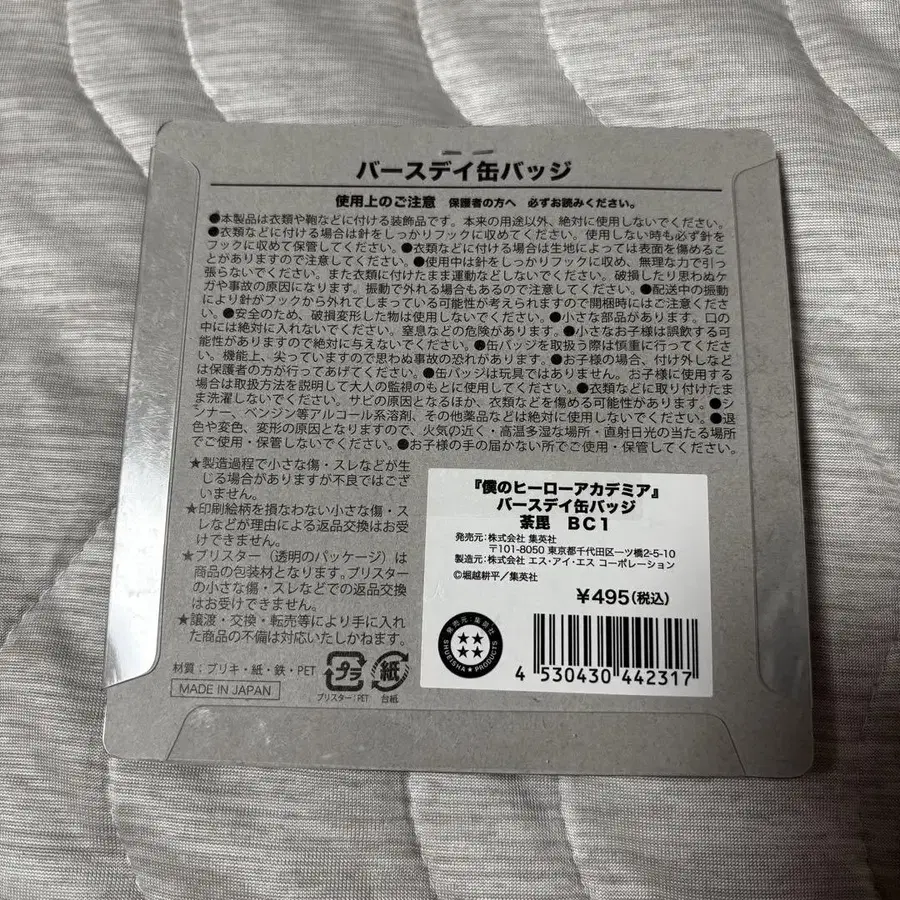 バースデイ缶バッジ
使用上のご注意 保護者の方へ 必ずお読みください。
●本製品は衣類や鞄などに付ける装飾品です。本来の用途以外、絶対に使用しないでください。
●衣類などに付ける場合は針をしっかりフックに収めてください。使用しない時も必ず針を
フックに収めて保管してください。●衣類などに付ける場合は生地によっては表面を傷めるこ
とがありますので注意してください。●使用中は針をしっかりフックに収め、無理な力で引っ
張らないでください。また衣類に付けたまま運動などしないでください。破損したり思わぬケ
ガや事故の原因になります。振動で外れる場合もあるので注意してください。●配送中の振動
により針がフックから外れてしまっている可能性が考えられますので開梱時にはご注意くださ
い。●安全のため、破損変形した物は使用しないでください。●小さな部品があります。口の
中には絶対に入れないでください。窒息などの危険があります。●小さなお子様は誤飲する可
能性がありますので絶対に与えないでください。●缶バッジを取扱う際は慎重に行ってくださ
い。機能上、尖っていますので思わぬ事故の恐れがあります。●お子様の場合、付け外しなど
は保護者の方が行ってあげてください。●缶バッジは玩具ではありません。お子様に使用する
場合は取扱方法を説明して大人の監視のもとに使用してください。●衣類などに取り付けたま
ま洗濯しないでください。サビの原因となるほか、衣類などを傷める可能性があります。●シ
ンナー、ベンジン等アルコール系溶剤、その他薬品などは絶対に使用しないでください。●退
色や変色、変形の原因となりますので、火気の近く・高温多湿な場所・直射日光の当たる場所
でご使用・保管しないでください。●お子様の手の届かない所でご使用・保管してください。
★製造過程で小さな傷・スレなどが生
じる場合がありますが不良ではござ
いません。
★印刷絵柄を損なわない小さな傷・ス
レなどが理由による返品交換はお受
けできません。
★ブリスター（透明のパッケージ）は
商品の包装材となります。ブリスター
の小さな傷・スレなどでの返品交換
はお受けできません。
★譲渡・交換・転売等により手に入れ
た商品の不備は対応いたしかねます。
材質：ブリキ・紙・鉄・PET
MADE IN JAPAN
プラ
ブリスター：PET
紙
台紙
『僕のヒーローアカデミア』
バースデイ缶バッジ
荼毘 BC1
発売元：株式会社 集英社
〒101-8050 東京都千代田区一ツ橋2-5-10
製造元：株式会社 エス・アイ・エス コーポレーション
©堀越耕平／集英社
¥495(税込)
発売元：集英社
SHUEISHA★PRODUCTS
4 530430 442317